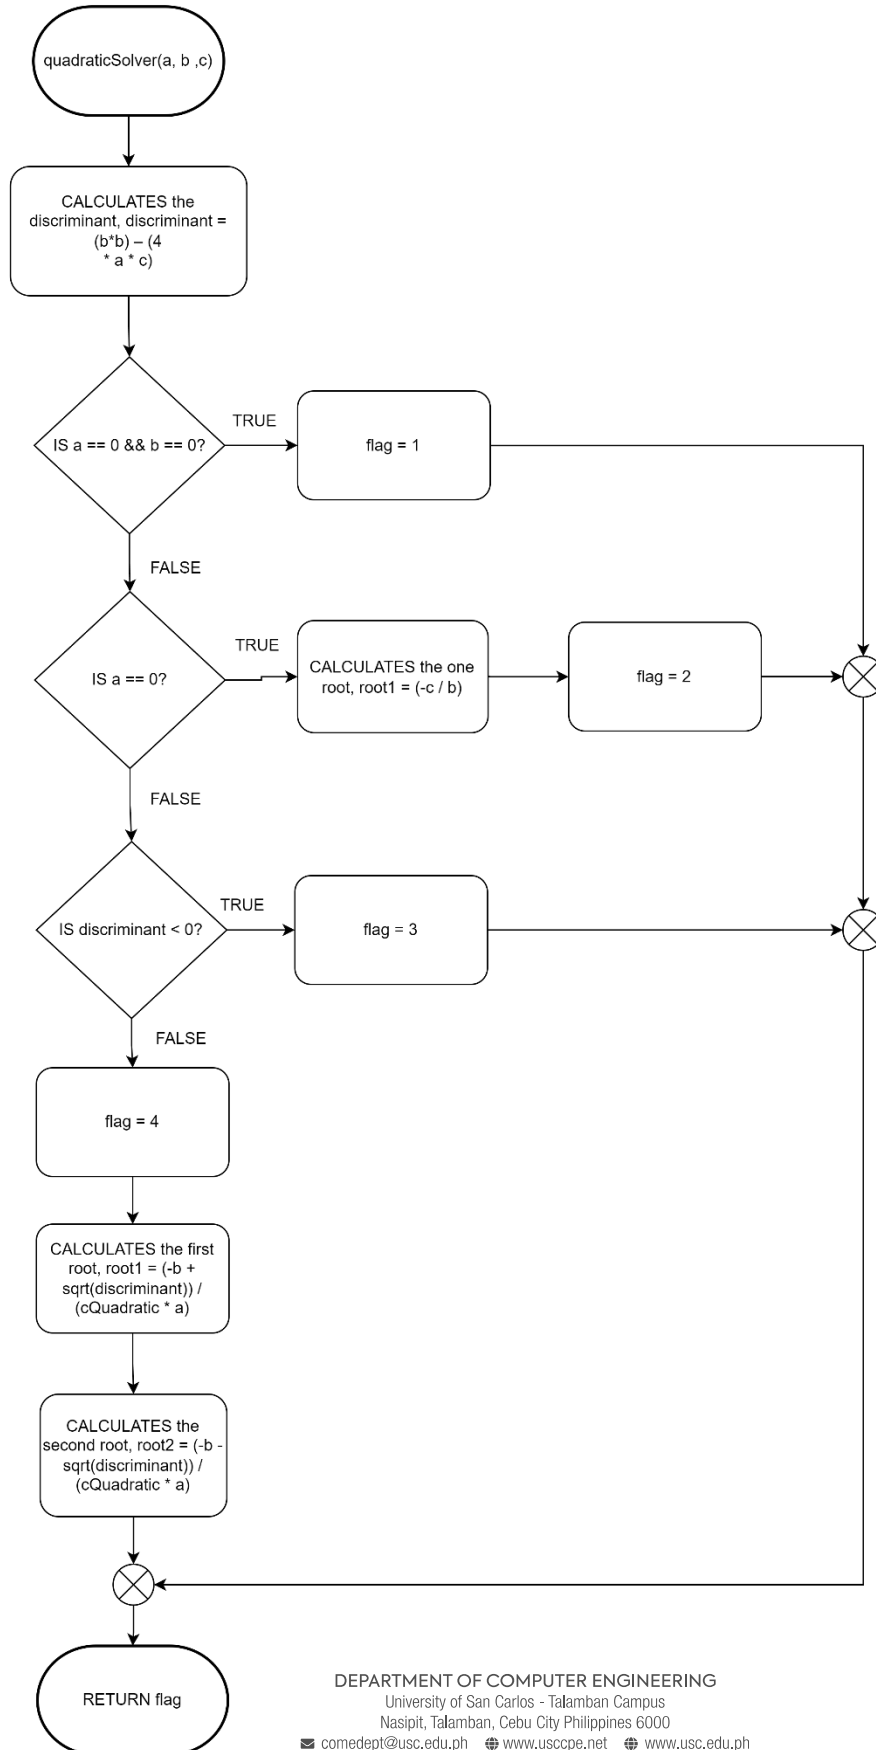 quadraticSolver(a, b ,c)
CALCULATES the
discriminant, discriminant =
(b*b) – (4
* a * c)
IS a == 0 && b == 0?
TRUE
flag = 1
FALSE
IS a == 0?
TRUE
CALCULATES the one
root, root1 = (-c / b)
flag = 2
FALSE
IS discriminant < 0?
TRUE
flag = 3
FALSE
flag = 4
CALCULATES the first
root, root1 = (-b +
sqrt(discriminant)) /
(cQuadratic * a)
CALCULATES the
second root, root2 = (-b -
sqrt(discriminant)) /
(cQuadratic * a)
RETURN flag
DEPARTMENT OF COMPUTER ENGINEERING
University of San Carlos - Talamban Campus
Nasipit, Talamban, Cebu City Philippines 6000
comedept@usc.edu.ph www.usccpe.net www.usc.edu.ph